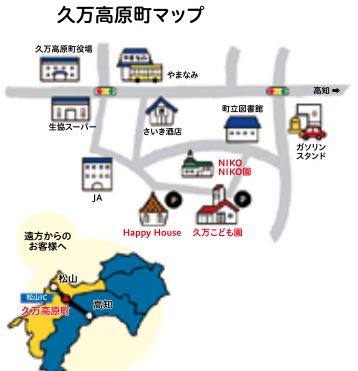 久万高原町マップ
久万高原町役場
やまなみ
高知 ➡
生協スーパー
さいき酒店
町立図書館
ガソリン
スタンド
NIKO
NIKO園
JA
P
P
Happy House
久万こども園
遠方からの
お客様へ
松山
松山IC
久万高原町
高知